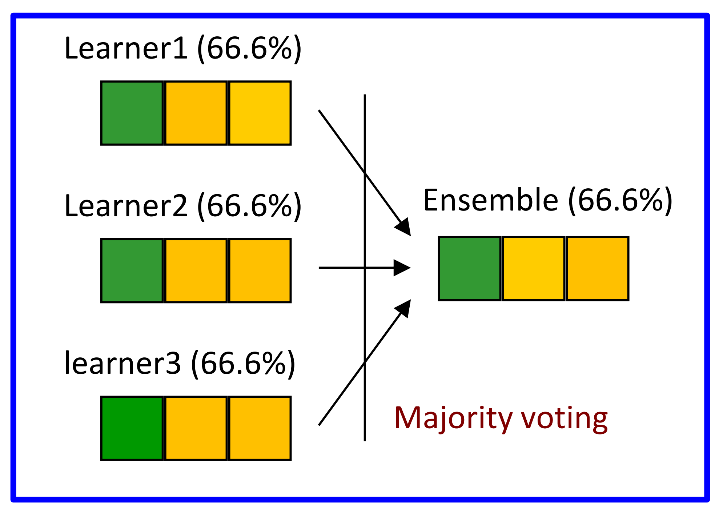 Learner1 (66.6%)
Learner2 (66.6%)
Ensemble (66.6%)
learner3 (66.6%)
Majority voting